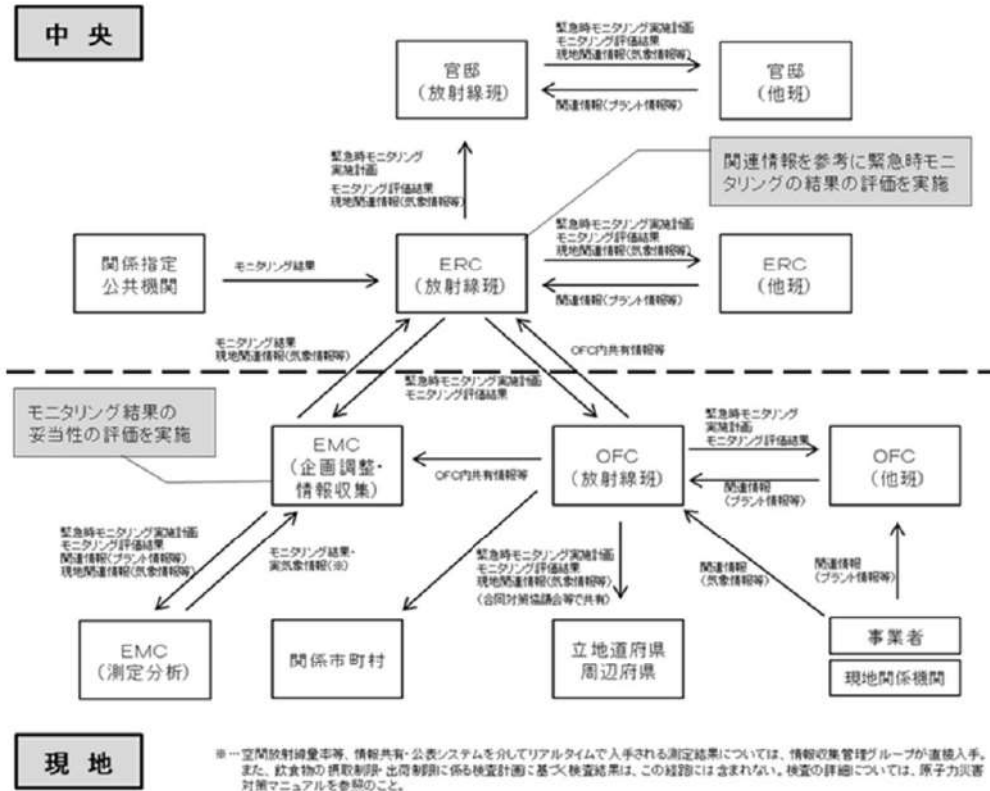 中 央
緊急時モニタリング実施計画
モニタリング評価結果
現地関連情報(気象情報等)
官邸
(放射線班)
官邸
(他班)
関連情報(プラント情報等)
緊急時モニタリング
実施計画
モニタリング評価結果
現地関連情報(気象情報等)
関連情報を参考に緊急時モニ
タリングの結果の評価を実施
緊急時モニタリング実施計画
モニタリング評価結果
現地関連情報(気象情報等)
関係指定
公共機関
モニタリング結果
ERC
(放射線班)
ERC
(他班)
関連情報(プラント情報等)
モニタリング結果
現地関連情報(気象情報等)
OFC内共有情報等
緊急時モニタリング実施計画
モニタリング評価結果
モニタリング結果の
妥当性の評価を実施
EMC
(企画調整・
情報収集)
OFC内共有情報等
OFC
(放射線班)
緊急時モニタリング
実施計画
モニタリング評価結果
OFC
(他班)
関連情報
(プラント情報等)
緊急時モニタリング実施計画
モニタリング評価結果
関連情報(プラント情報等)
現地関連情報(気象情報等)
モニタリング結果・
実気象情報(※)
緊急時モニタリング実施計画
モニタリング評価結果
現地関連情報(気象情報等)
(合同対策協議会等で共有)
関連情報
(気象情報等)
関連情報
(プラント情報等)
EMC
(測定分析)
関係市町村
立地道府県
周辺府県
事業者
現地関係機関
現 地
※…空間放射線量率等、情報共有・公表システムを介してリアルタイムで入手される測定結果については、情報収集管理グループが直接入手。
また、飲食物の摂取制限・出荷制限に係る検査計画に基づく検査結果は、この経路には含まれない。検査の詳細については、原子力災害
対策マニュアルを参照のこと。